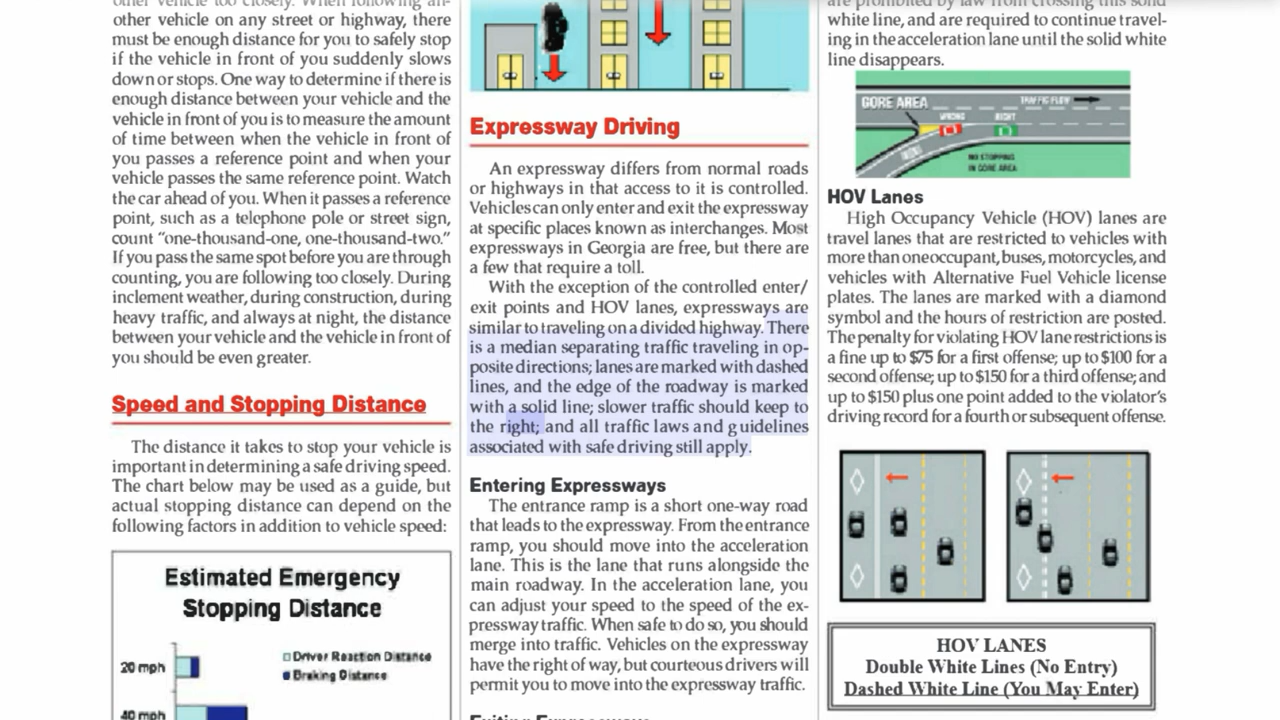 other vehicle too closely. When following an-
other vehicle on any street or highway, there
must be enough distance for you to safely stop
if the vehicle in front of you suddenly slows
down or stops. One way to determine if there is
enough distance between your vehicle and the
vehicle in front of you is to measure the amount
of time between when the vehicle in front of
you passes a reference point and when your
vehicle passes the same reference point. Watch
the car ahead of you. When it passes a reference
point, such as a telephone pole or street sign,
count “one-thousand-one, one-thousand-two.”
If you pass the same spot before you are through
counting, you are following too closely. During
inclement weather, during construction, during
heavy traffic, and always at night, the distance
between your vehicle and the vehicle in front of
you should be even greater.
Speed and Stopping Distance
The distance it takes to stop your vehicle is
important in determining a safe driving speed.
The chart below may be used as a guide, but
actual stopping distance can depend on the
following factors in addition to vehicle speed:
Estimated Emergency
Stopping Distance
Driver Reaction Distance
Braking Distance
20 mph
40 mph
Expressway Driving
An expressway differs from normal roads
or highways in that access to it is controlled.
Vehicles can only enter and exit the expressway
at specific places known as interchanges. Most
expressways in Georgia are free, but there are
a few that require a toll.
With the exception of the controlled enter/
exit points and HOV lanes, expressways are
similar to traveling on a divided highway. There
is a median separating traffic traveling in op-
posite directions; lanes are marked with dashed
lines, and the edge of the roadway is marked
with a solid line; slower traffic should keep to
the right; and all traffic laws and guidelines
associated with safe driving still apply.
Entering Expressways
The entrance ramp is a short one-way road
that leads to the expressway. From the entrance
ramp, you should move into the acceleration
lane. This is the lane that runs alongside the
main roadway. In the acceleration lane, you
can adjust your speed to the speed of the ex-
pressway traffic. When safe to do so, you should
merge into traffic. Vehicles on the expressway
have the right of way, but courteous drivers will
permit you to move into the expressway traffic.
Exiting Expressways
are prohibited by law from crossing this solid
white line, and are required to continue travel-
ing in the acceleration lane until the solid white
line disappears.
GORE AREA
TRAFFIC FLOW
WRONG
RIGHT
NO STOPPING
IN GORE AREA
HOV Lanes
High Occupancy Vehicle (HOV) lanes are
travel lanes that are restricted to vehicles with
more than one occupant, buses, motorcycles, and
vehicles with Alternative Fuel Vehicle license
plates. The lanes are marked with a diamond
symbol and the hours of restriction are posted.
The penalty for violating HOV lane restrictions is
a fine up to $75 for a first offense; up to $100 for a
second offense; up to $150 for a third offense; and
up to $150 plus one point added to the violator’s
driving record for a fourth or subsequent offense.
HOV LANES
Double White Lines (No Entry)
Dashed White Line (You May Enter)